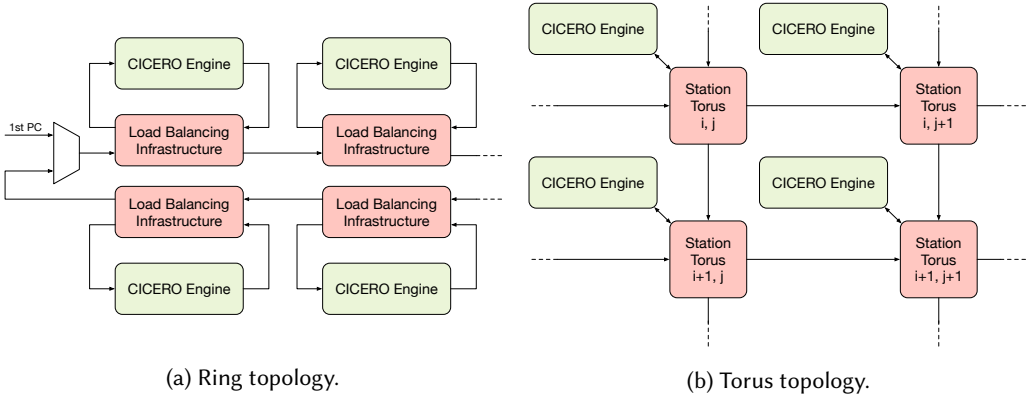 CICERO Engine
CICERO Engine
1st PC
Load Balancing
Infrastructure
Load Balancing
Infrastructure
Load Balancing
Infrastructure
Load Balancing
Infrastructure
CICERO Engine
CICERO Engine
(a) Ring topology.
CICERO Engine
CICERO Engine
Station
Torus
i, j
Station
Torus
i, j+1
CICERO Engine
CICERO Engine
Station
Torus
i+1, j
Station
Torus
i+1, j+1
(b) Torus topology.